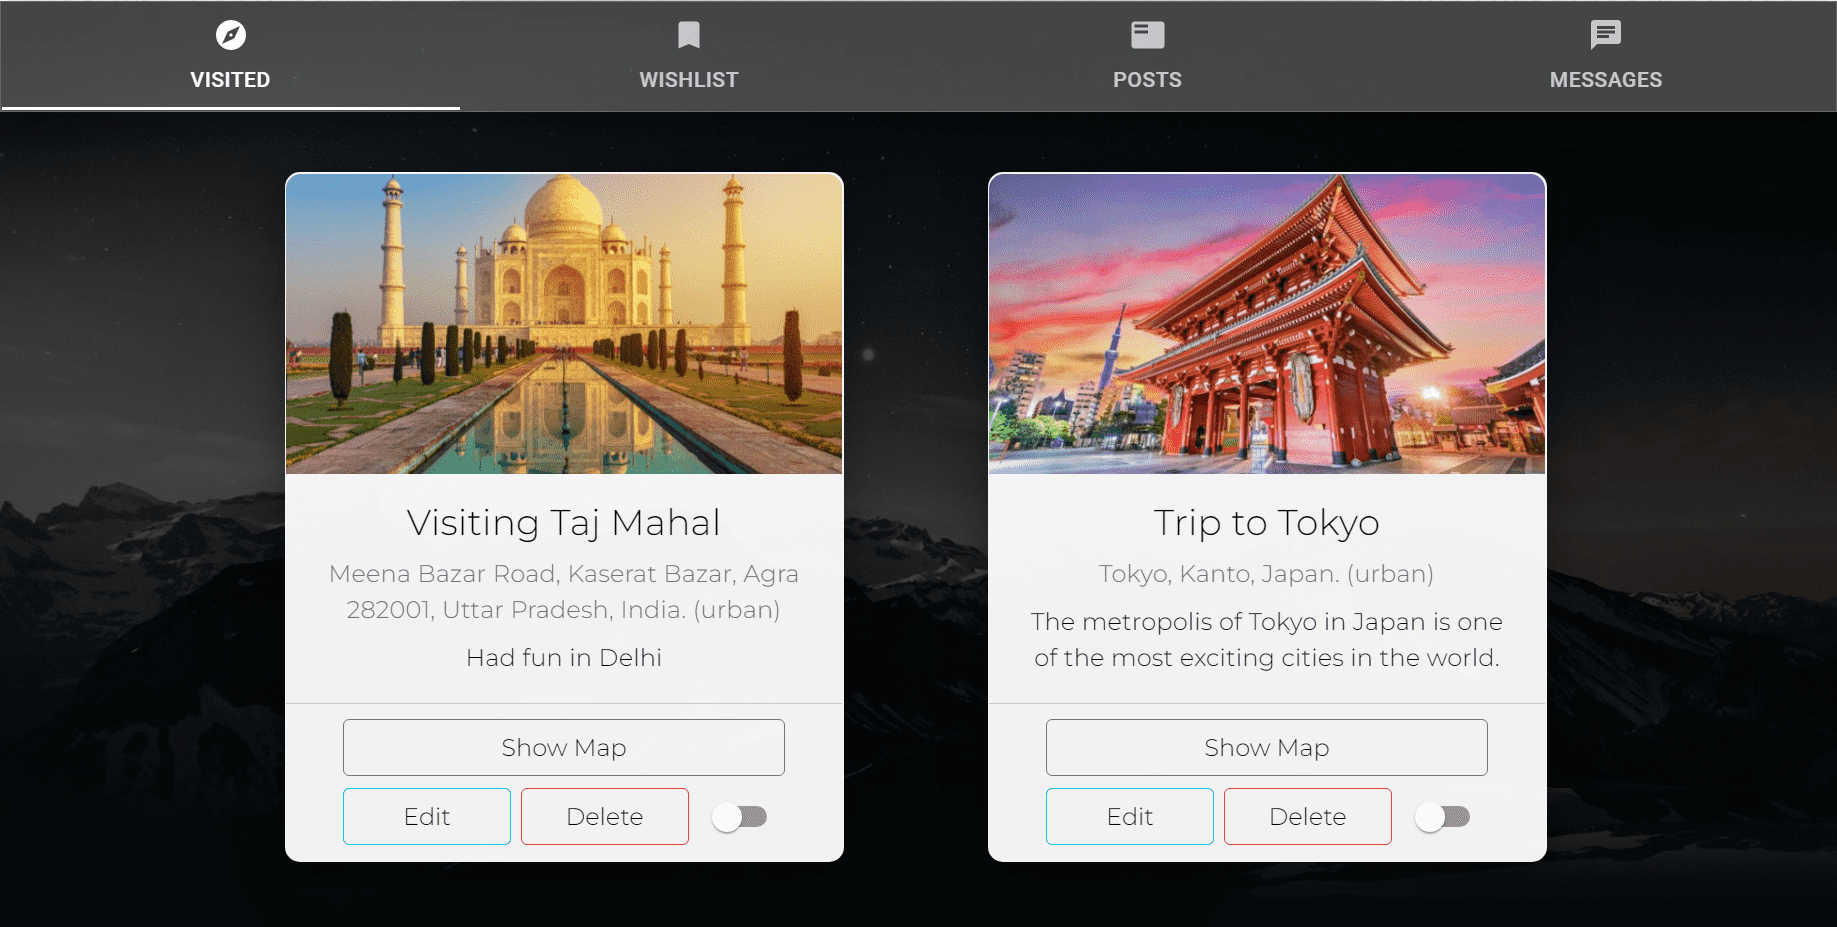 VISITED
WISHLIST
POSTS
MESSAGES
Visiting Taj Mahal
Meena Bazar Road, Kaserat Bazar, Agra
282001, Uttar Pradesh, India. (urban)
Had fun in Delhi
Show Map
Edit
Delete
Trip to Tokyo
Tokyo, Kanto, Japan. (urban)
The metropolis of Tokyo in Japan is one
of the most exciting cities in the world.
Show Map
Edit
Delete